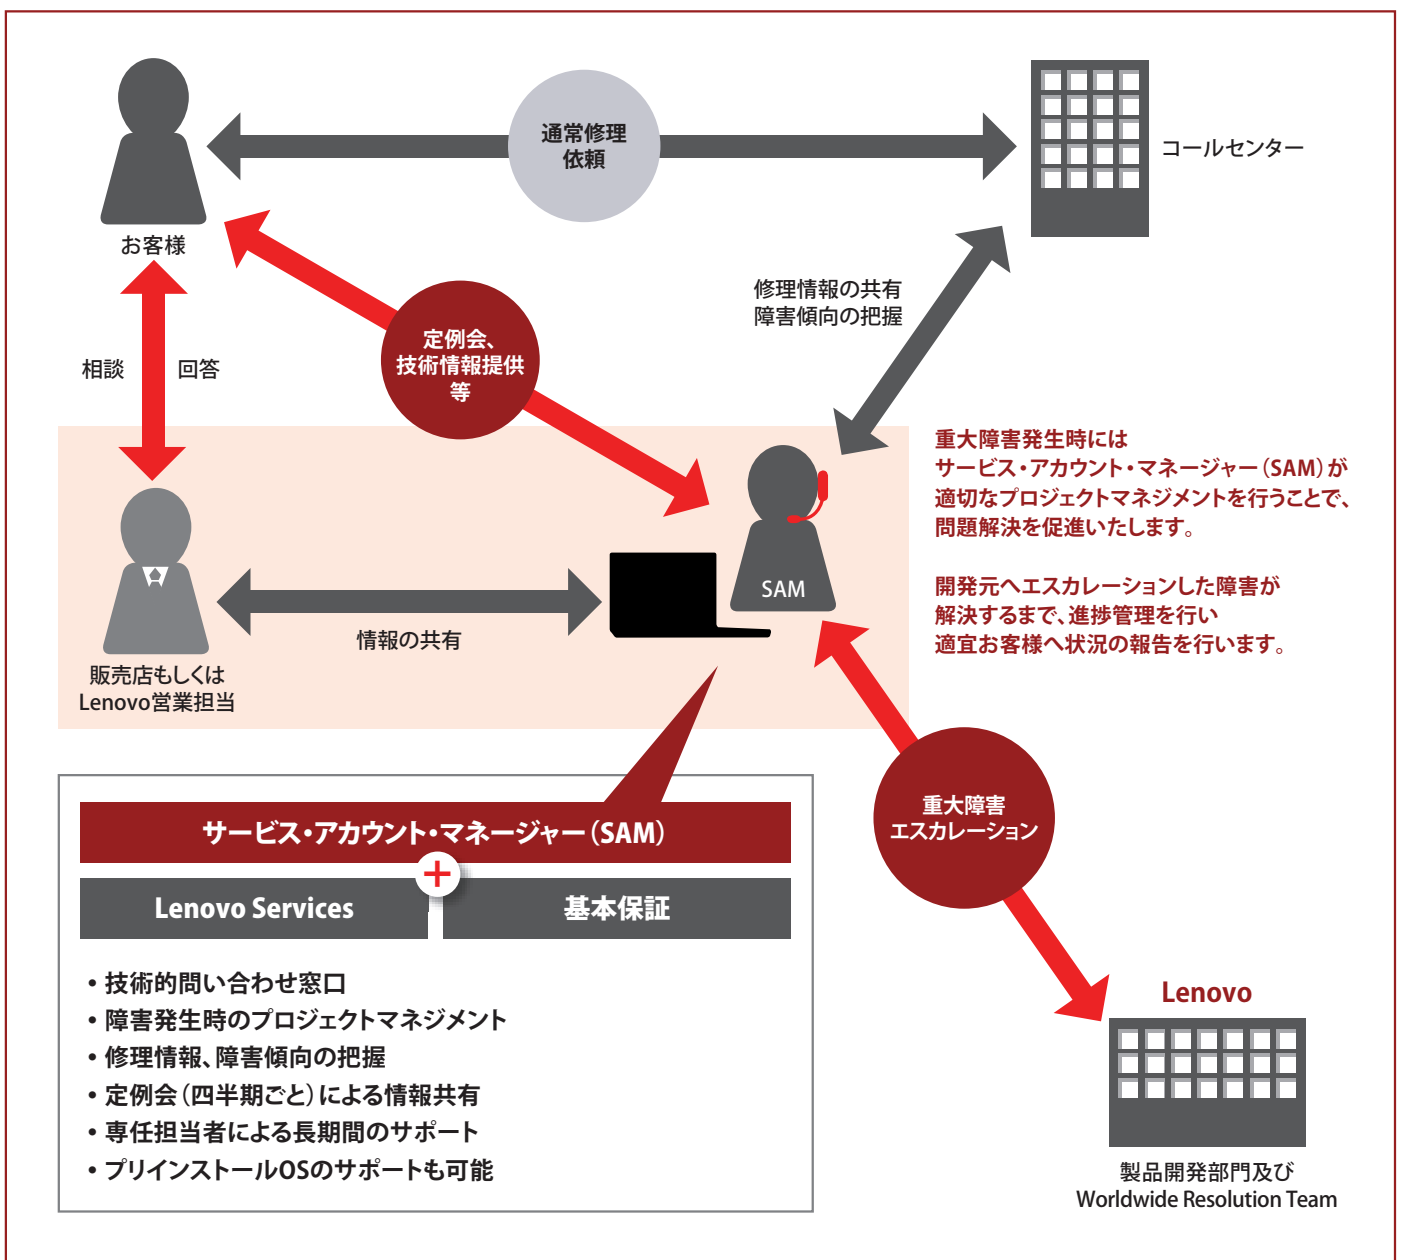 通常修理
依頼
コールセンター
お客様
修理情報の共有
障害傾向の把握
定例会、
技術情報提供
等
相談
回答
重大障害発生時には
サービス・アカウント・マネージャー（SAM）が
適切なプロジェクトマネジメントを行うことで、
問題解決を促進いたします。
開発元へエスカレーションした障害が
解決するまで、進捗管理を行い
適宜お客様へ状況の報告を行います。
SAM
情報の共有
販売店もしくは
Lenovo営業担当
重大障害
エスカレーション
サービス・アカウント・マネージャー（SAM）
+
Lenovo Services
基本保証
・技術的問い合わせ窓口
・障害発生時のプロジェクトマネジメント
・修理情報、障害傾向の把握
・定例会（四半期ごと）による情報共有
・専任担当者による長期間のサポート
・プリインストールOSのサポートも可能
Lenovo
製品開発部門及び
Worldwide Resolution Team